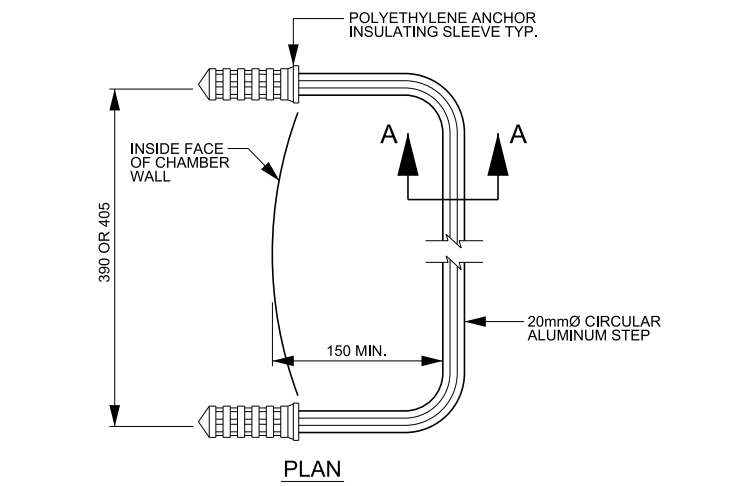 POLYETHYLENE ANCHOR
INSULATING SLEEVE TYP.
A
A
INSIDE FACE
OF CHAMBER
WALL
390 OR 405
20mmØ CIRCULAR
ALUMINUM STEP
150 MIN.
PLAN